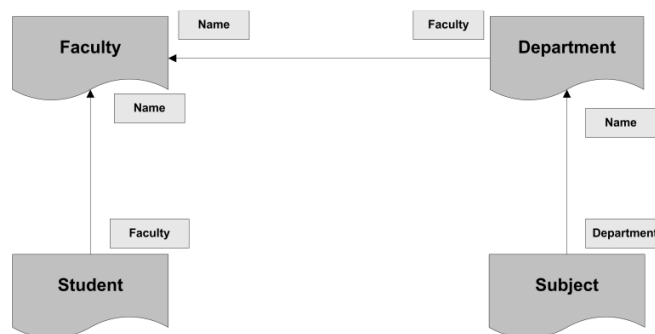 Faculty
Name
Faculty
Department
Name
Name
Faculty
Department
Student
Subject